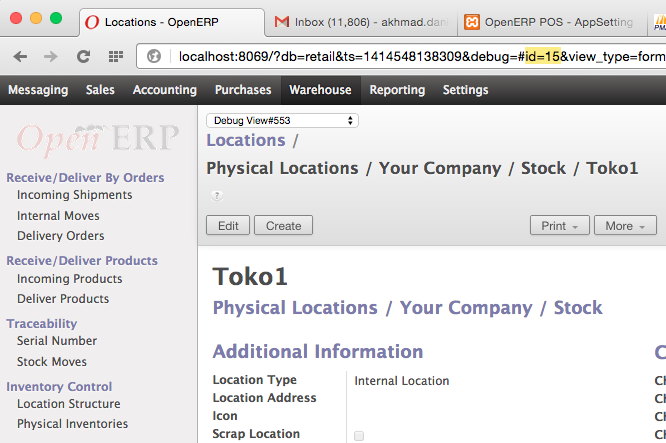 Locations - OpenERP
Inbox (11,806) - akhmad.dani
OpenERP POS - AppSetting
localhost:8069/?db=retail&ts=1414548138309&debug=#id=15&view_type=form
Messaging Sales Accounting Purchases Warehouse Reporting Settings
Open ERP
Debug View#553
Locations /
Physical Locations / Your Company / Stock / Toko1
?
Edit Create Print More
Receive/Deliver By Orders
Incoming Shipments
Internal Moves
Delivery Orders
Receive/Deliver Products
Incoming Products
Deliver Products
Traceability
Serial Number
Stock Moves
Inventory Control
Location Structure
Physical Inventories
Toko1
Physical Locations / Your Company / Stock
Additional Information
Location Type Internal Location
Location Address
Icon
Scrap Location